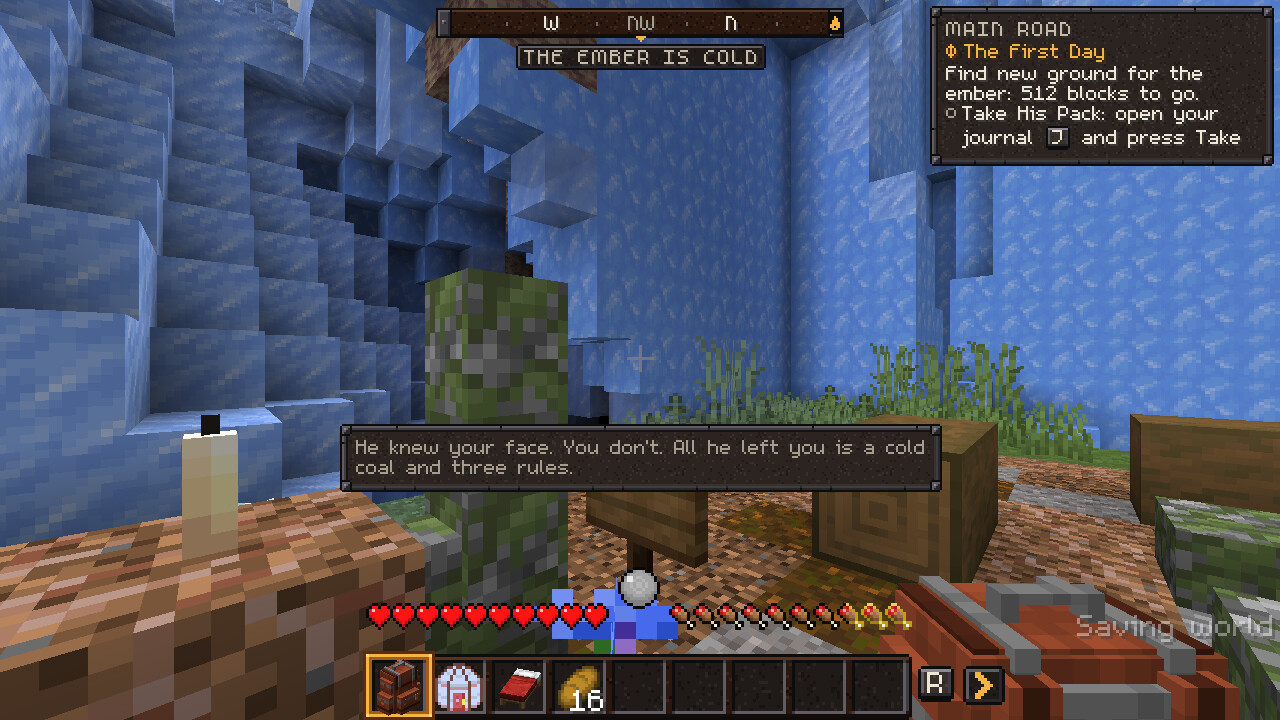 W NW N
THE EMBER IS COLD
MAIN ROAD
The First Day
Find new ground for the
ember: 512 blocks to go.
Take His Pack: open your
journal J and press Take
He knew your face. You don't. All he left you is a cold
coal and three rules.
Saving world
16
R